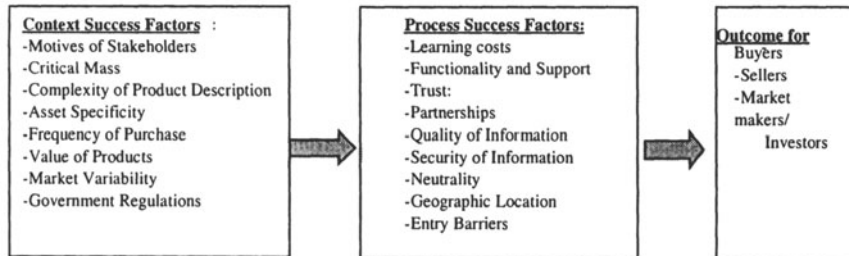 Context Success Factors :
-Motives of Stakeholders
-Critical Mass
-Complexity of Product Description
-Asset Specificity
-Frequency of Purchase
-Value of Products
-Market Variability
-Government Regulations
Process Success Factors:
-Learning costs
-Functionality and Support
-Trust:
-Partnerships
-Quality of Information
-Security of Information
-Neutrality
-Geographic Location
-Entry Barriers
Outcome for
Buyers
-Sellers
-Market
makers/
Investors